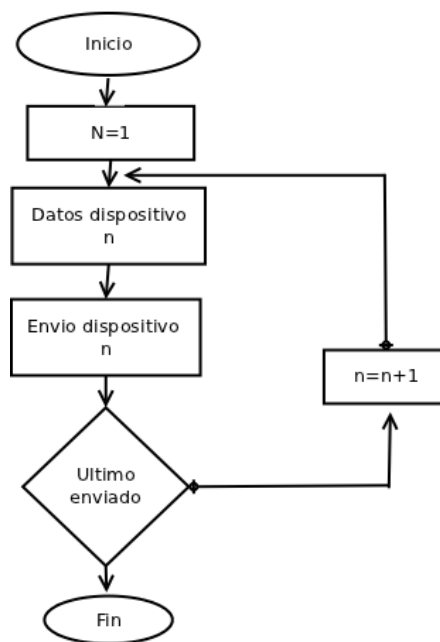 Inicio
N=1
Datos dispositivo
n
Envio dispositivo
n
n=n+1
Ultimo
enviado
Fin